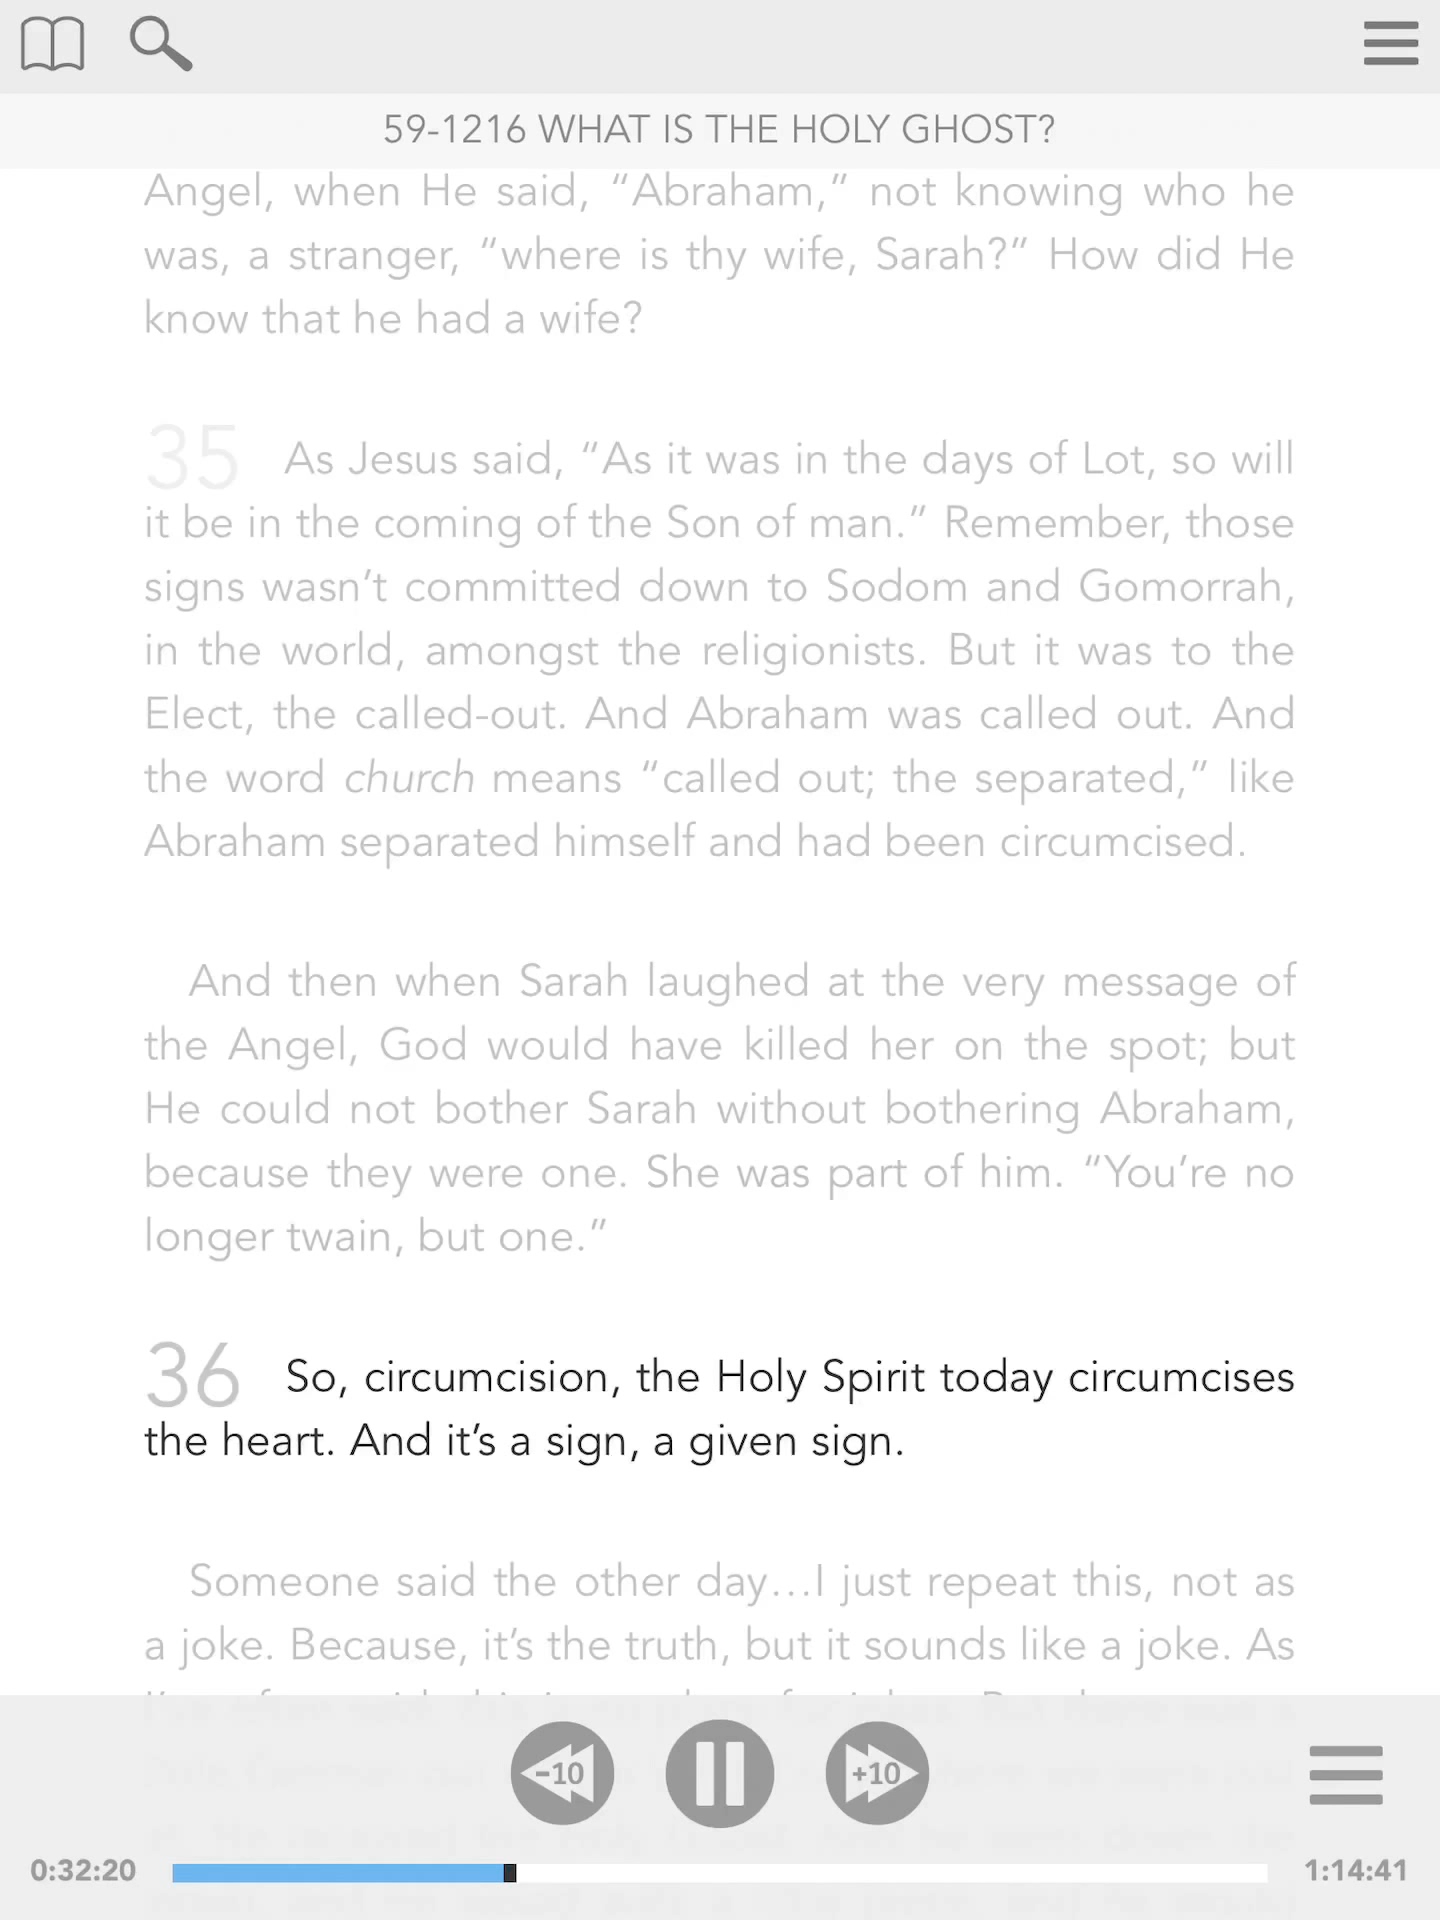 59-1216 WHAT IS THE HOLY GHOST?
Angel, when He said, “Abraham,” not knowing who he
was, a stranger, “where is thy wife, Sarah?” How did He
know that he had a wife?
35 As Jesus said, “As it was in the days of Lot, so will
it be in the coming of the Son of man.” Remember, those
signs wasn’t committed down to Sodom and Gomorrah,
in the world, amongst the religionists. But it was to the
Elect, the called-out. And Abraham was called out. And
the word church means “called out; the separated,” like
Abraham separated himself and had been circumcised.
And then when Sarah laughed at the very message of
the Angel, God would have killed her on the spot; but
He could not bother Sarah without bothering Abraham,
because they were one. She was part of him. “You’re no
longer twain, but one.”
36 So, circumcision, the Holy Spirit today circumcises
the heart. And it’s a sign, a given sign.
Someone said the other day…I just repeat this, not as
a joke. Because, it’s the truth, but it sounds like a joke. As
-10 +10
0:32:20 1:14:41